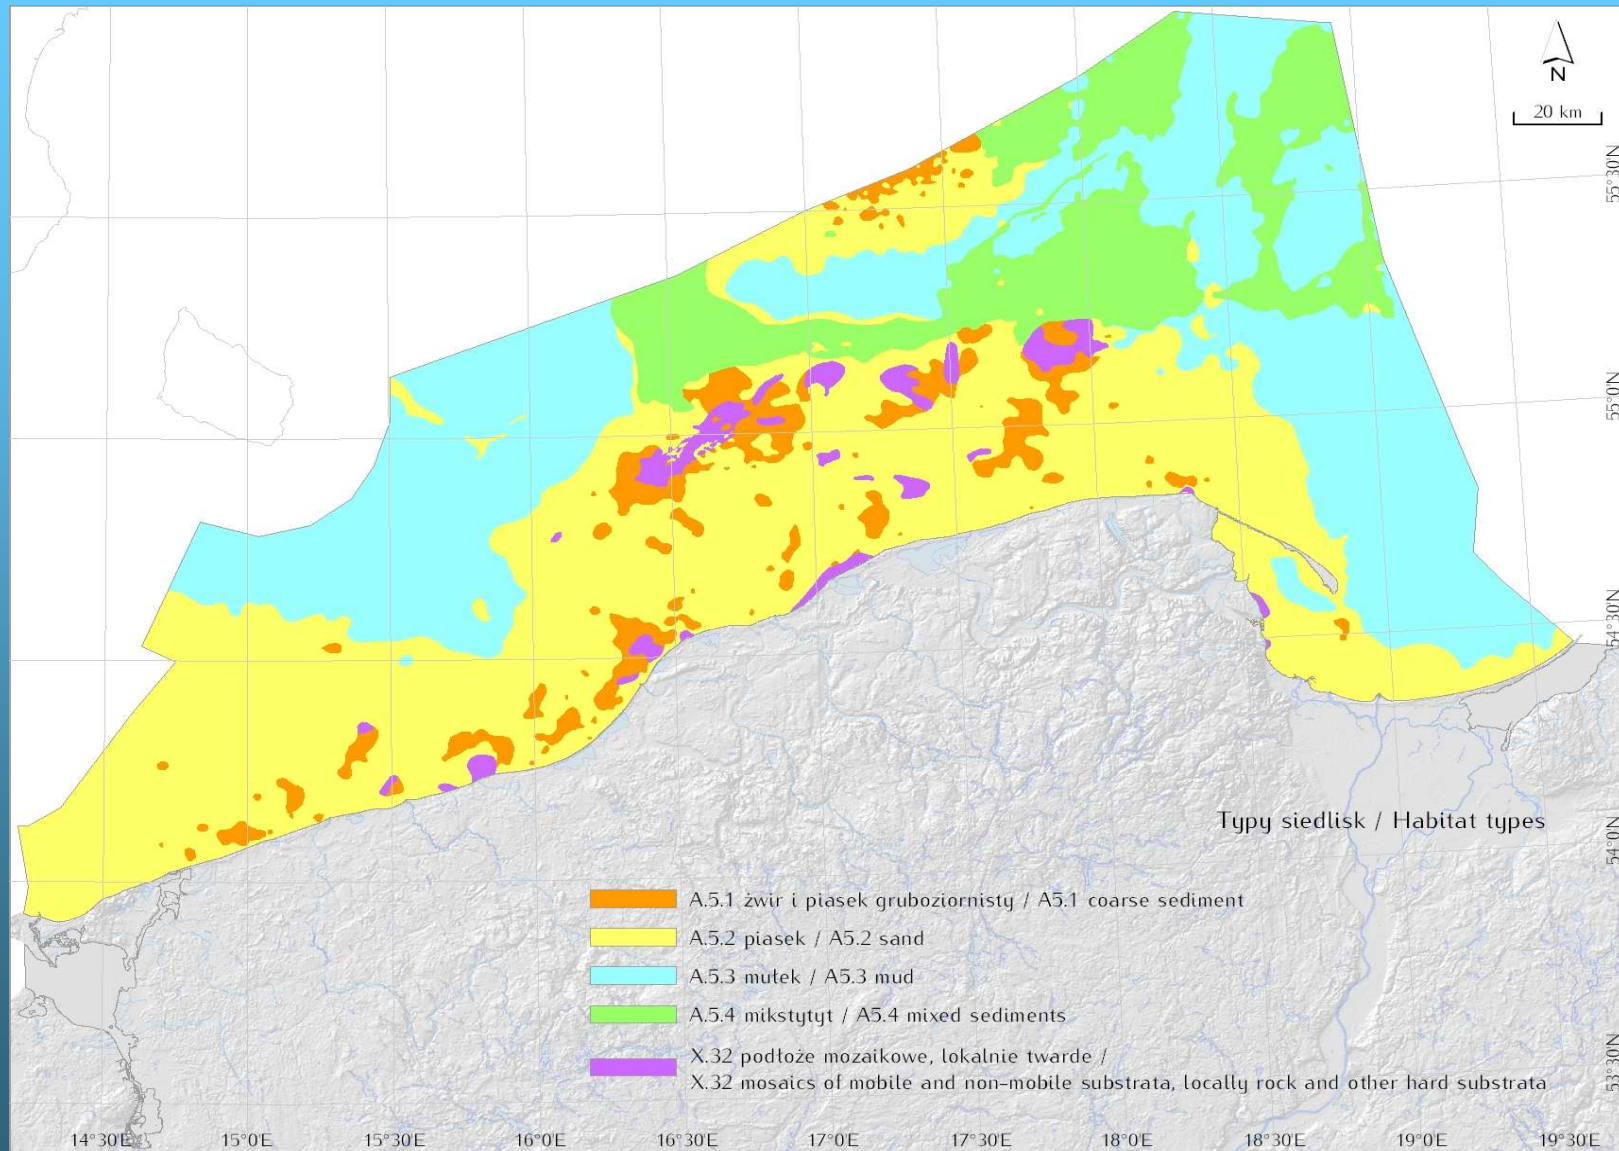 N
20 km
55°30'N
55°0'N
54°30'N
54°0'N
53°30'N
Typy siedlisk / Habitat types
A.5.1 żwir i piasek gruboziornisty / A5.1 coarse sediment
A.5.2 piasek / A5.2 sand
A.5.3 mułek / A5.3 mud
A.5.4 mikstytyt / A5.4 mixed sediments
X.32 podłoże mozaikowe, lokalnie twarde /
X.32 mosaics of mobile and non-mobile substrata, locally rock and other hard substrata
14°30'E 15°0'E 15°30'E 16°0'E 16°30'E 17°0'E 17°30'E 18°0'E 18°30'E 19°0'E 19°30'E